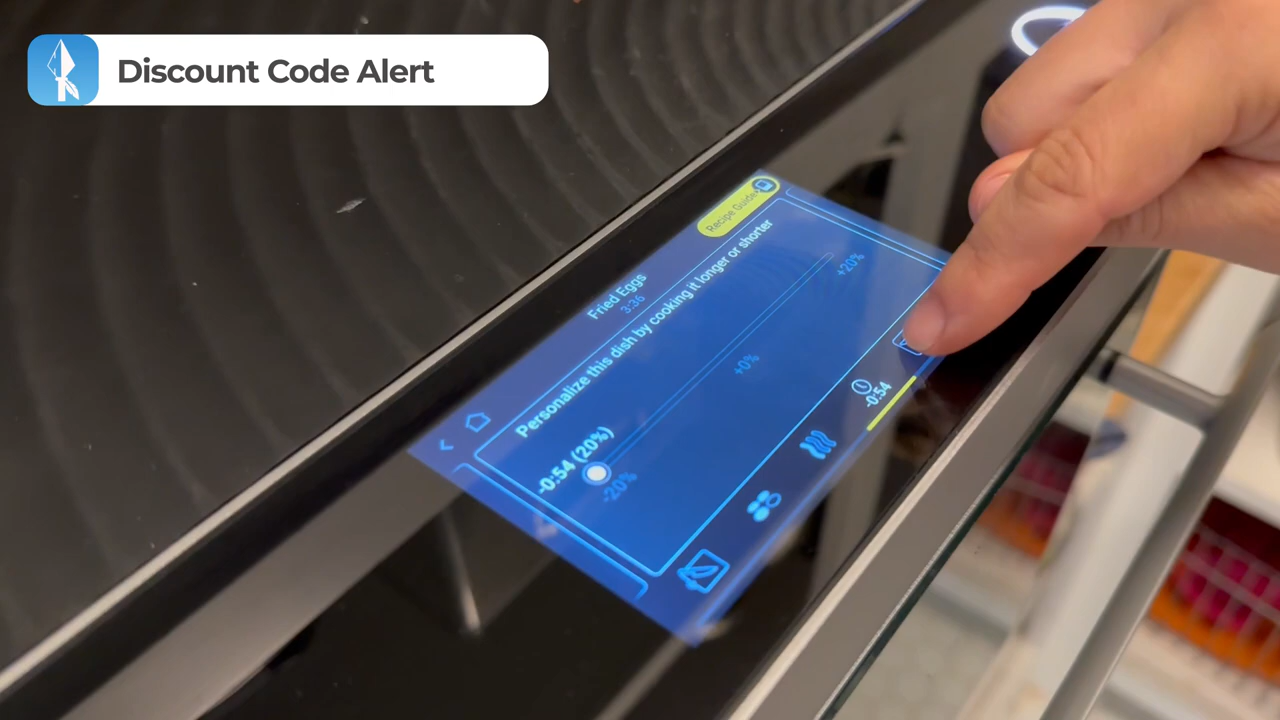 Discount Code Alert
Recipe Guide
Fried Eggs
3:36
Personalize this dish by cooking it longer or shorter
-0:54 (20%)
-20%
+0%
+20%
-0:54